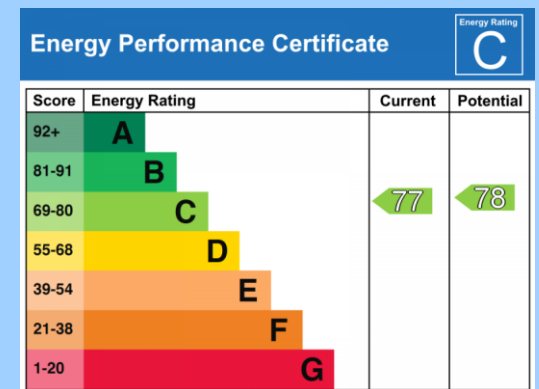 Energy Performance Certificate
Energy Rating
C
Score Energy Rating Current Potential
92+ A
81-91 B
69-80 C 77 78
55-68 D
39-54 E
21-38 F
1-20 G